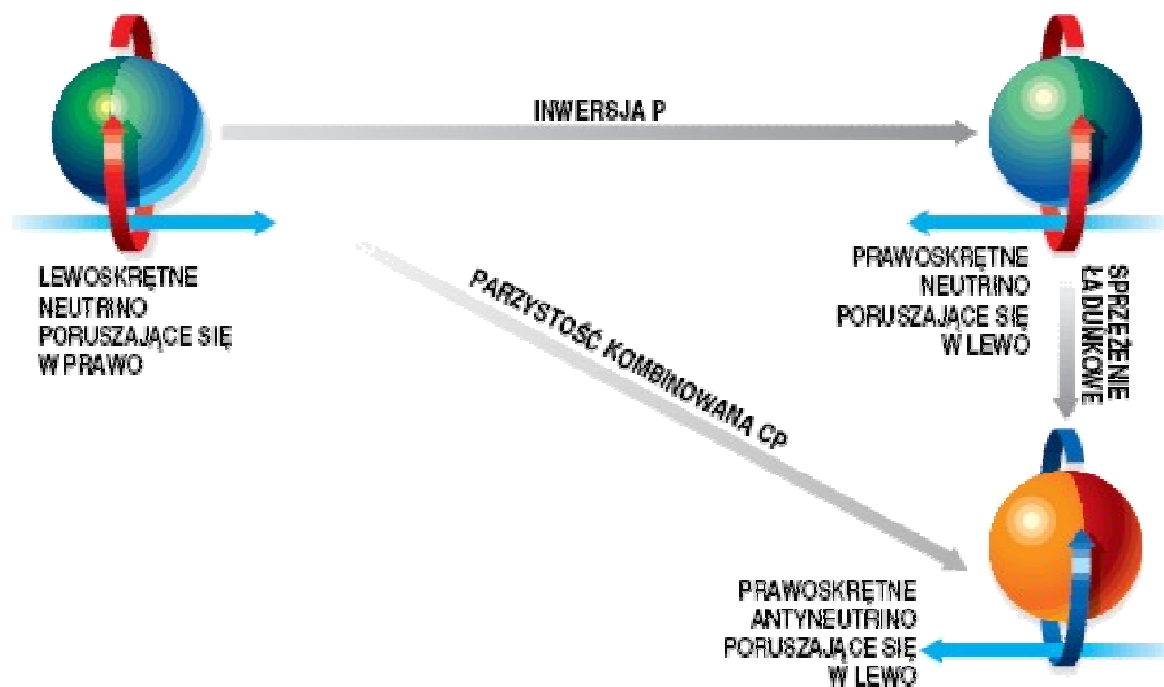 INWERSJA P
LEWOSKRĘTNE
NEUTRINO
PORUSZAJĄCE SIĘ
W PRAWO
PRAWOSKRĘTNE
NEUTRINO
PORUSZAJĄCE SIĘ
W LEWO
SPRZĘŻENIE
ŁADUNKOWE
PARZYSTOŚĆ KOMBINOWANA CP
PRAWOSKRĘTNE
ANTYNEUTRINO
PORUSZAJĄCE SIĘ
W LEWO